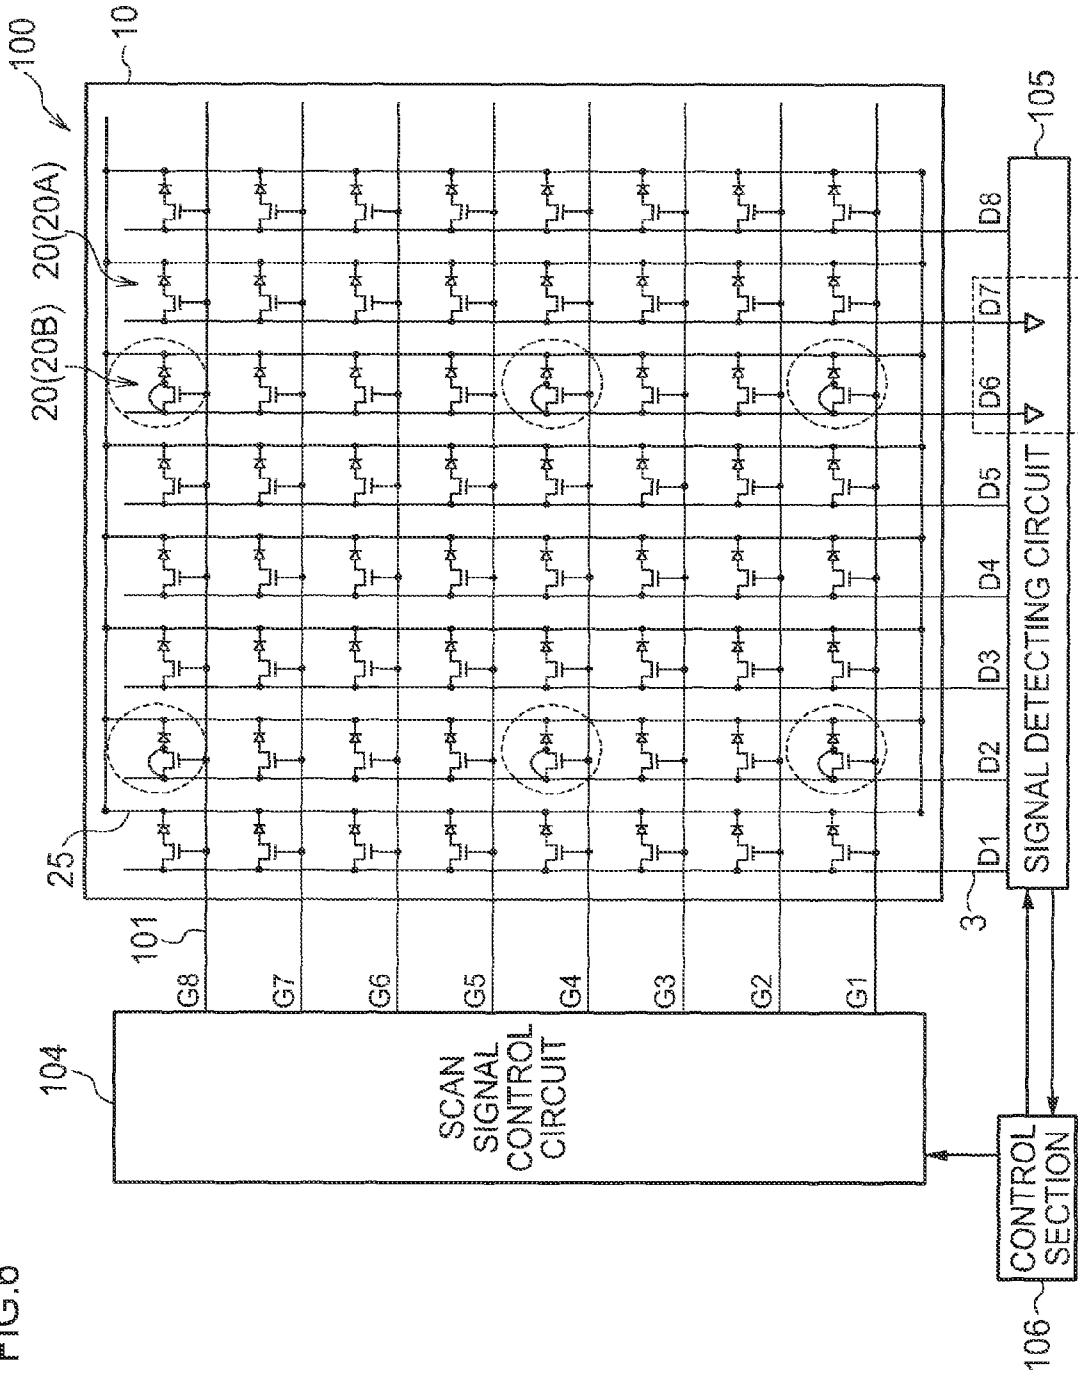 FIG.6
100
10
20(20B)
20(20A)
25
101
104
SCAN
SIGNAL
CONTROL
CIRCUIT
G8
G7
G6
G5
G4
G3
G2
G1
D1
D2
D3
D4
D5
D6
D7
D8
3
SIGNAL DETECTING CIRCUIT
105
CONTROL
SECTION
106